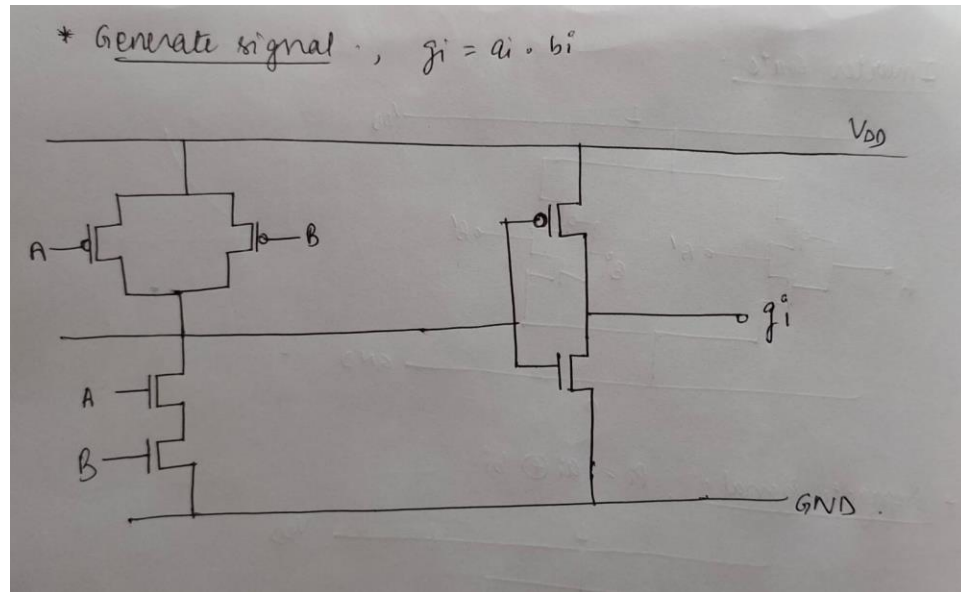 * Generate signal, gi = ai . bi
VDD
A
B
gi
A
B
GND.